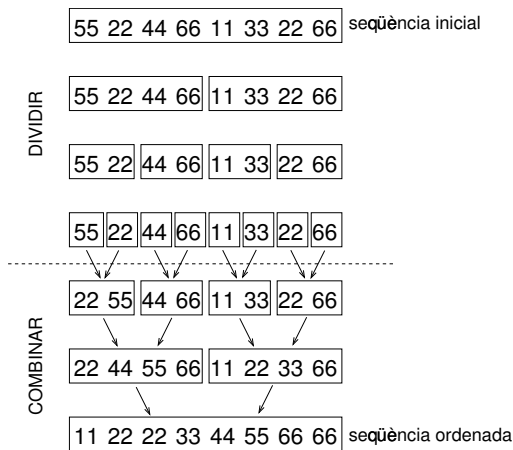 55 22 44 66 11 33 22 66 seqüència inicial
DIVIDIR
55 22 44 66 11 33 22 66
55 22 44 66 11 33 22 66
55 22 44 66 11 33 22 66
COMBINAR
22 55 44 66 11 33 22 66
22 44 55 66 11 22 33 66
11 22 22 33 44 55 66 66 seqüència ordenada